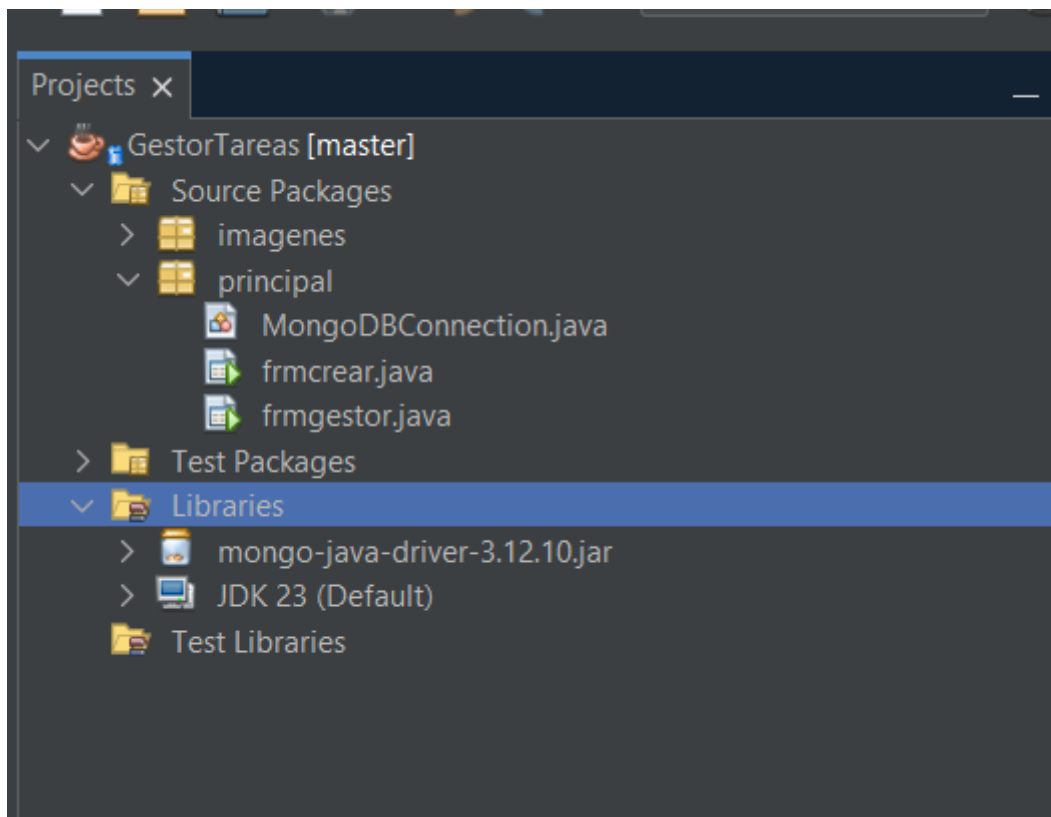 Projects
GestorTareas [master]
Source Packages
imagenes
principal
MongoDBConnection.java
frmcrear.java
frmgestor.java
Test Packages
Libraries
mongo-java-driver-3.12.10.jar
JDK 23 (Default)
Test Libraries